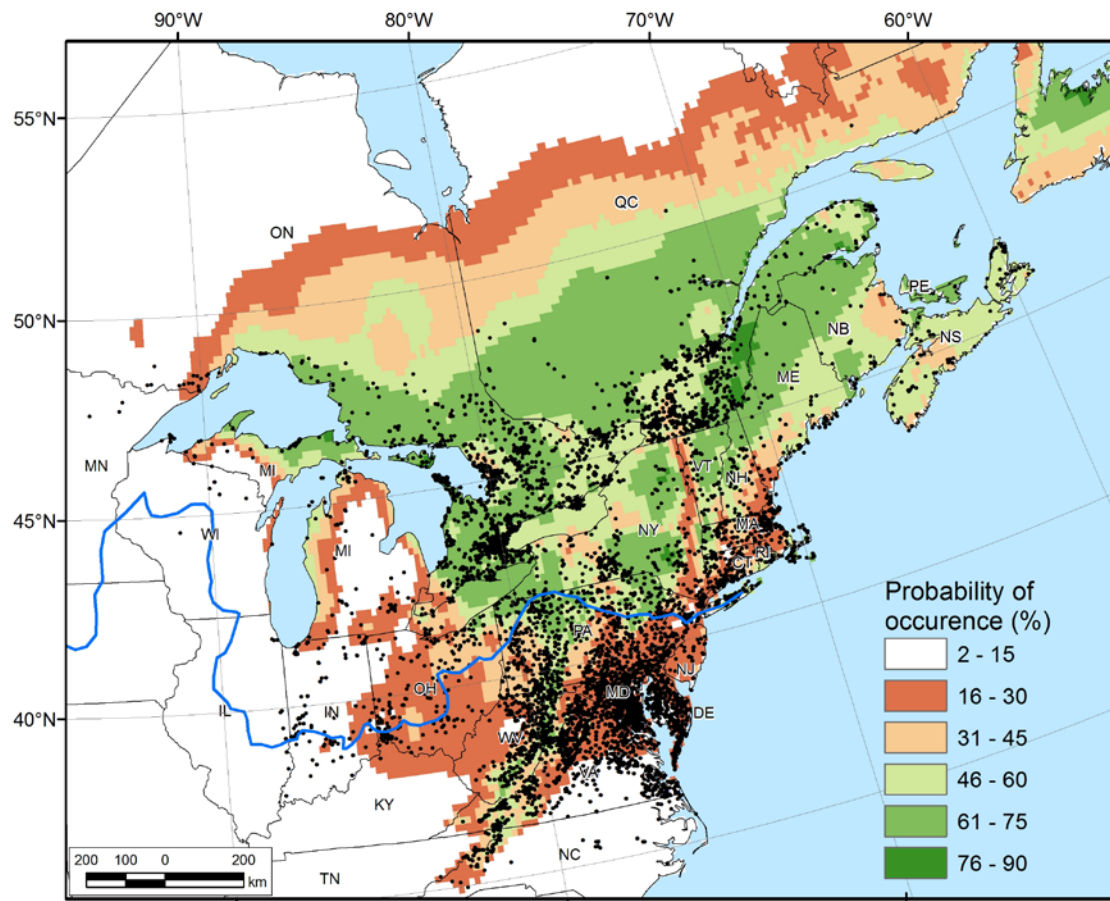 90°W 80°W 70°W 60°W
55°N
50°N
45°N
40°N
QC
ON
PE
NB
NS
ME
MN
MI
VT
NH
WI
MI
NY
MA
CT RI
PA
NJ
OH
MD
DE
IL
IN
WV
VA
KY
NC
TN
Probability of
occurence (%)
2 - 15
16 - 30
31 - 45
46 - 60
61 - 75
76 - 90
200 100 0 200
km